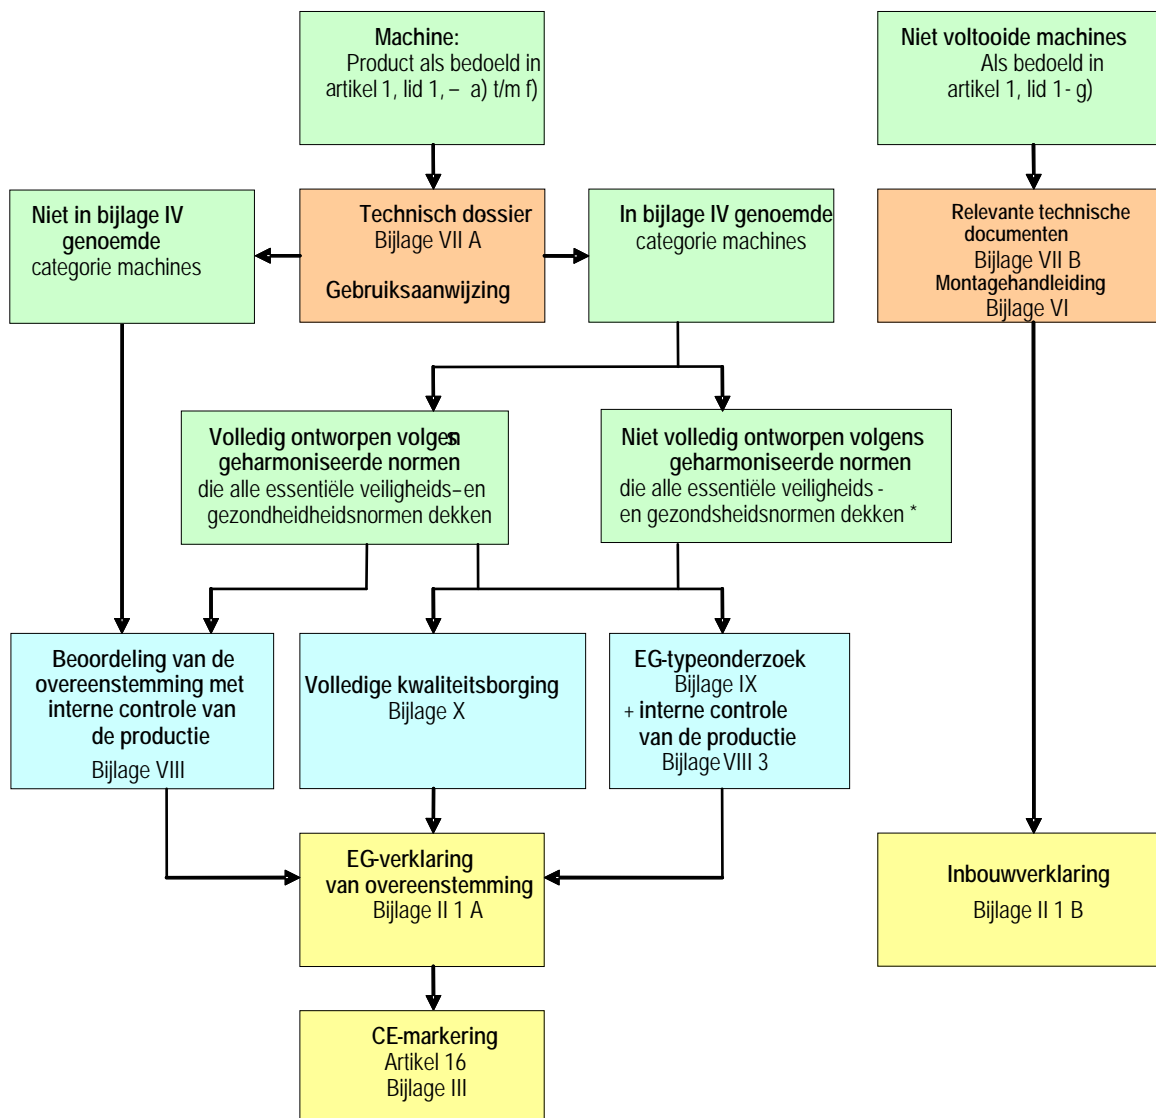 Machine:
Product als bedoeld in
artikel 1, lid 1, – a) t/m f)
Niet voltooide machines
Als bedoeld in
artikel 1, lid 1- g)
Niet in bijlage IV
genoemde
categorie machines
Technisch dossier
Bijlage VII A
Gebruiksaanwijzing
In bijlage IV genoemde
categorie machines
Relevante technische
documenten
Bijlage VII B
Montagehandleiding
Bijlage VI
Volledig ontworpen volgens
geharmoniseerde normen
die alle essentiële veiligheids–en
gezondheidheidsnormen dekken
Niet volledig ontworpen volgens
geharmoniseerde normen
die alle essentiële veiligheids -
en gezondsheidsnormen dekken *
Beoordeling van de
overeenstemming met
interne controle van
de productie
Bijlage VIII
Volledige kwaliteitsborging
Bijlage X
EG-typeonderzoek
Bijlage IX
+ interne controle
van de productie
Bijlage VIII 3
EG-verklaring
van overeenstemming
Bijlage II 1 A
Inbouwverklaring
Bijlage II 1 B
CE-markering
Artikel 16
Bijlage III